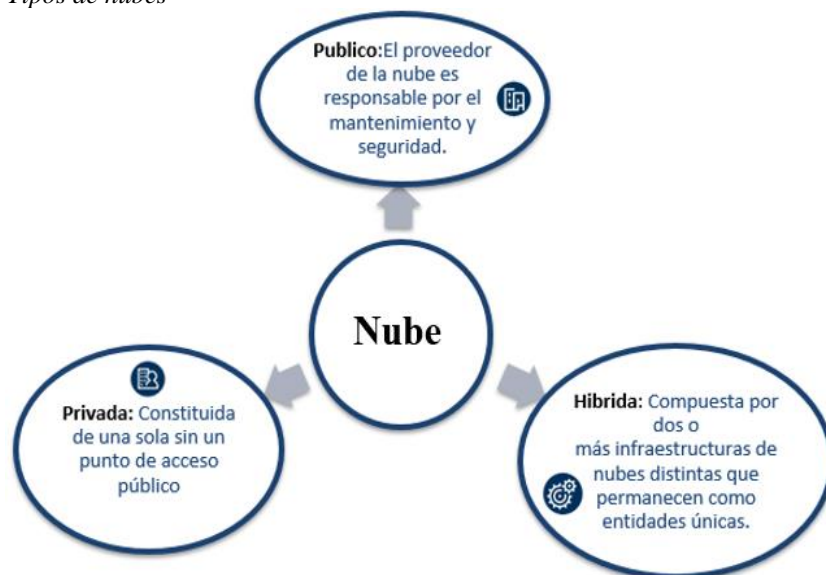 Tipos de nubes
Publico:El proveedor
de la nube es
responsable por el
mantenimiento y
seguridad.
Nube
Privada: Constituida
de una sola sin un
punto de acceso
público
Hibrida: Compuesta por
dos o
más infraestructuras de
nubes distintas que
permanecen como
entidades únicas.